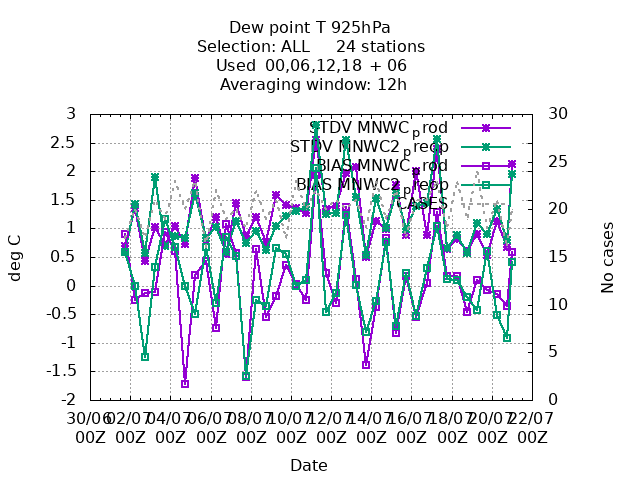 Dew point T 925hPa
Selection: ALL 24 stations
Used 00,06,12,18 + 06
Averaging window: 12h
3
2.5
2
1.5
1
0.5
0
-0.5
-1
-1.5
-2
deg C
30
25
20
15
10
5
0
No cases
STDV MNWC_prod
STDV MNWC2_preop
BIAS MNWC_prod
BIAS MNWC2_preop
CASES
30/06 02/07 04/07 06/07 08/07 10/07 12/07 14/07 16/07 18/07 20/07 22/07
00Z 00Z 00Z 00Z 00Z 00Z 00Z 00Z 00Z 00Z 00Z 00Z
Date